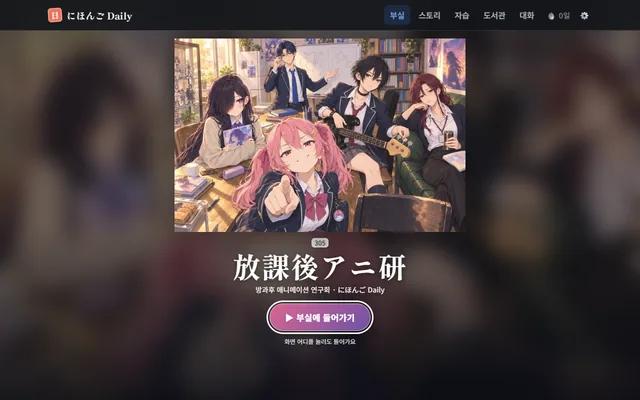 日 にほんご Daily
부실 스토리 자습 도서관 대화 0일
305
放課後アニ研
방과후 애니메이션 연구회 · にほんご Daily
▶ 부실에 들어가기
화면 어디를 눌러도 들어가요